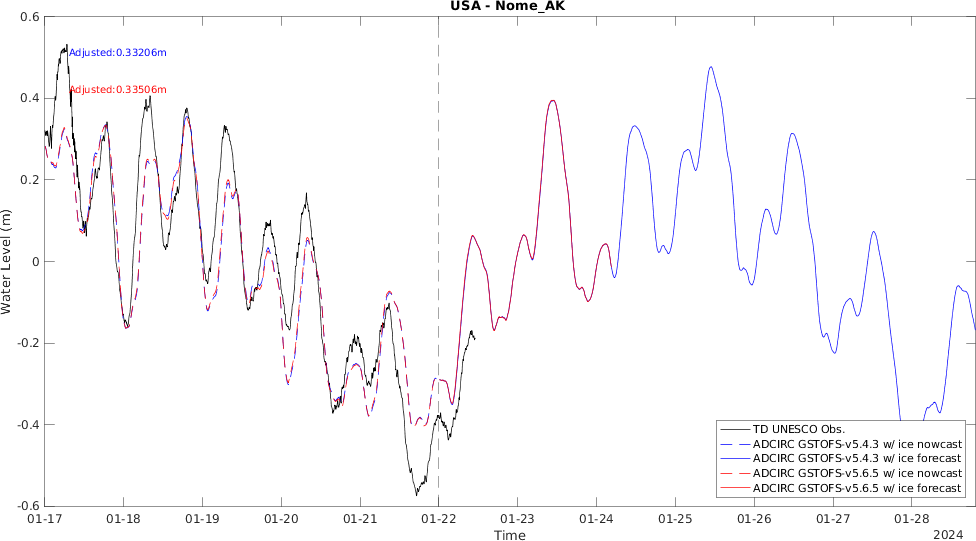 USA - Nome_AK
0.6
0.4
0.2
0
-0.2
-0.4
-0.6
Water Level (m)
Adjusted:0.33206m
Adjusted:0.33506m
TD UNESCO Obs.
ADCIRC GSTOFS-v5.4.3 w/ ice nowcast
ADCIRC GSTOFS-v5.4.3 w/ ice forecast
ADCIRC GSTOFS-v5.6.5 w/ ice nowcast
ADCIRC GSTOFS-v5.6.5 w/ ice forecast
01-17 01-18 01-19 01-20 01-21 01-22 01-23 01-24 01-25 01-26 01-27 01-28
Time
2024